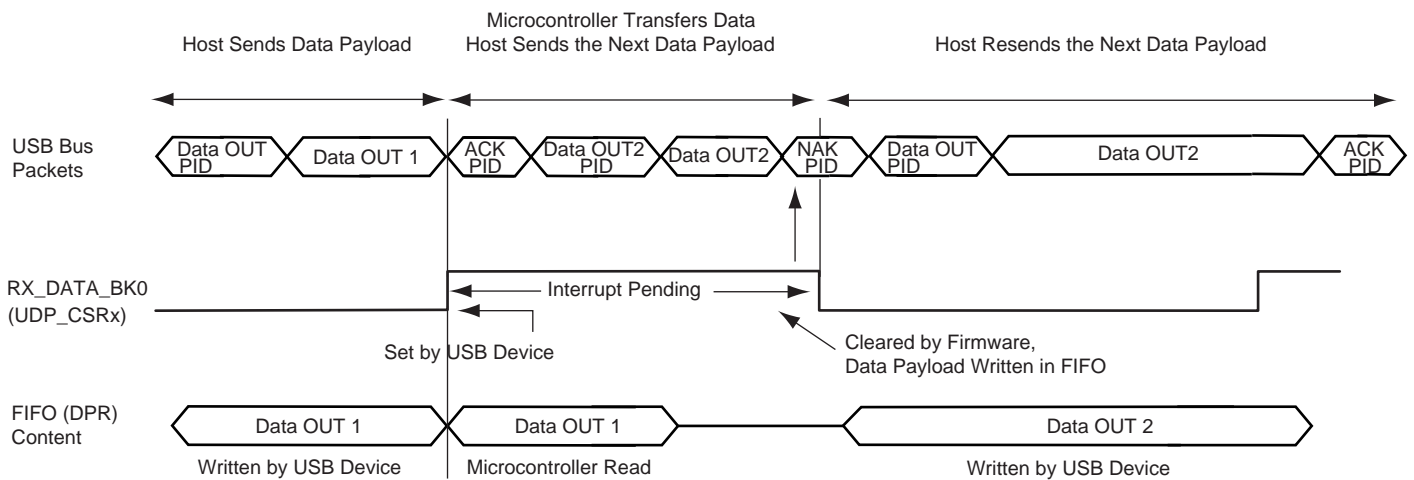 Microcontroller Transfers Data
Host Sends Data Payload
Host Sends the Next Data Payload
Host Resends the Next Data Payload
USB Bus
Packets
Data OUT
PID
Data OUT 1
ACK
PID
Data OUT2
PID
Data OUT2
NAK
PID
Data OUT
PID
Data OUT2
ACK
PID
RX_DATA_BK0
(UDP_CSRx)
Interrupt Pending
Set by USB Device
Cleared by Firmware,
Data Payload Written in FIFO
FIFO (DPR)
Content
Data OUT 1
Data OUT 1
Data OUT 2
Written by USB Device
Microcontroller Read
Written by USB Device